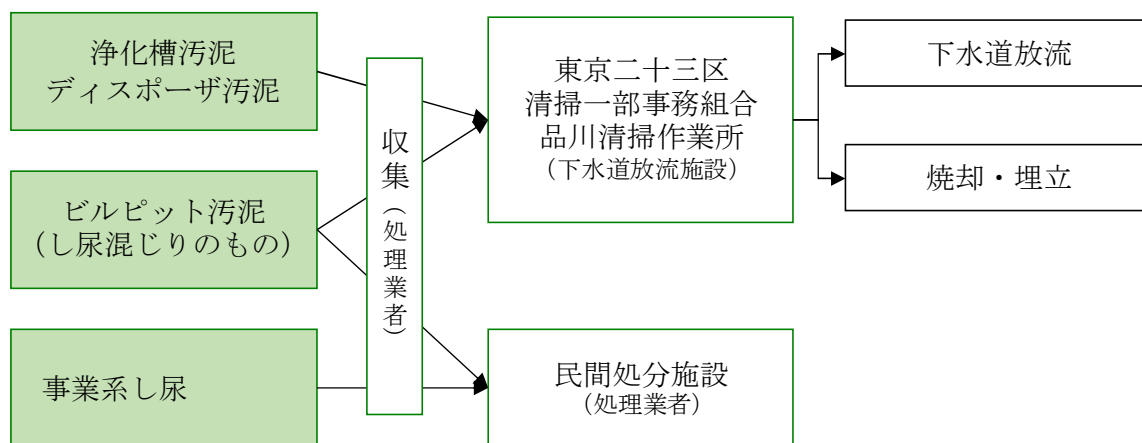 浄化槽汚泥
ディスポーザ汚泥
ビルピット汚泥
（し尿混じりのもの）
事業系し尿
収集（処理業者）
東京二十三区
清掃一部事務組合
品川清掃作業所
（下水道放流施設）
民間処分施設
（処理業者）
下水道放流
焼却・埋立